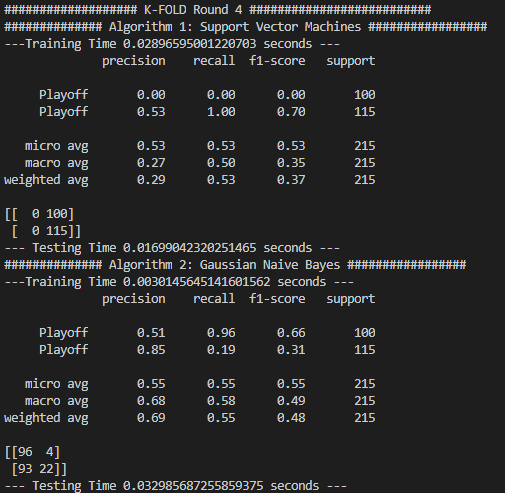 #################### K-FOLD Round 4 ###########################
############## Algorithm 1: Support Vector Machines #################
---Training Time 0.02896595001220703 seconds ---
precision recall f1-score support
Playoff 0.00 0.00 0.00 100
Playoff 0.53 1.00 0.70 115
micro avg 0.53 0.53 0.53 215
macro avg 0.27 0.50 0.35 215
weighted avg 0.29 0.53 0.37 215
[[  0 100]
 [  0 115]]
--- Testing Time 0.01699042320251465 seconds ---
############## Algorithm 2: Gaussian Naive Bayes #################
---Training Time 0.0030145645141601562 seconds ---
precision recall f1-score support
Playoff 0.51 0.96 0.66 100
Playoff 0.85 0.19 0.31 115
micro avg 0.55 0.55 0.55 215
macro avg 0.68 0.58 0.49 215
weighted avg 0.69 0.55 0.48 215
[[96  4]
 [93 22]]
--- Testing Time 0.032985687255859375 seconds ---